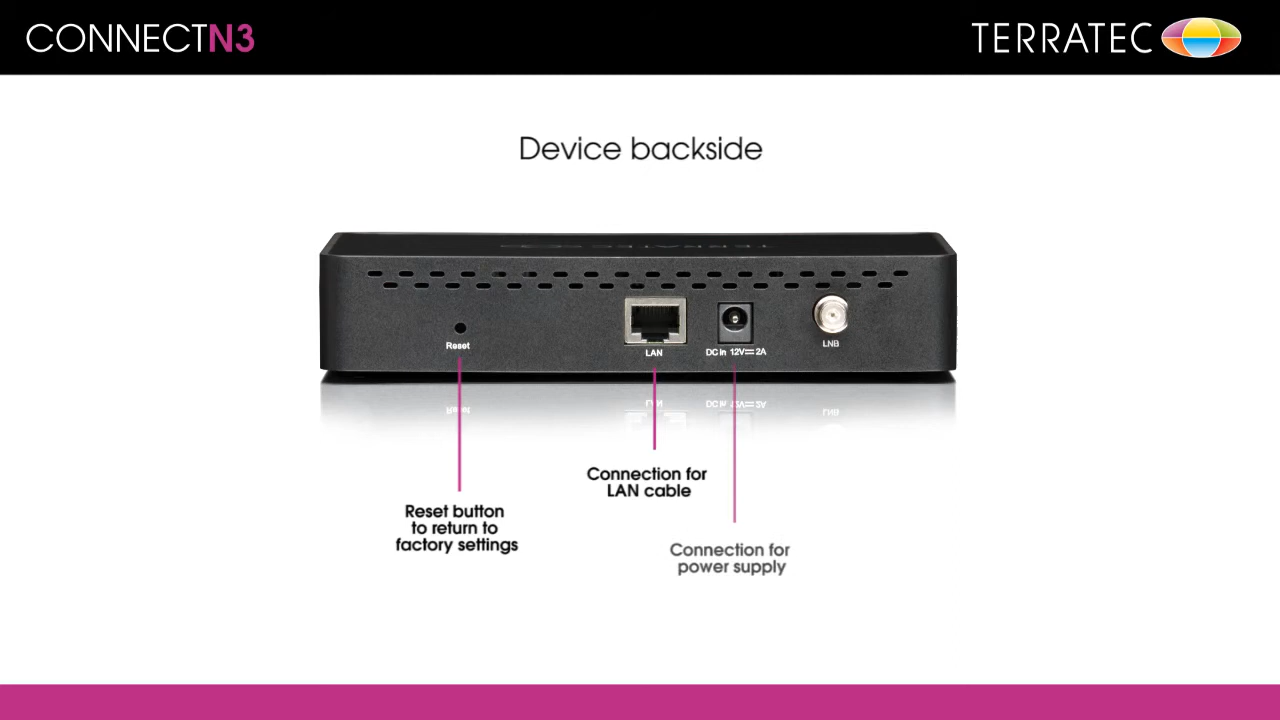 CONNECTN3
TERRATEC
Device backside
TERRATEC
Reset
LAN
DC in 12V⎓2A
LNB
Connection for
LAN cable
Reset button
to return to
factory settings
Connection for
power supply